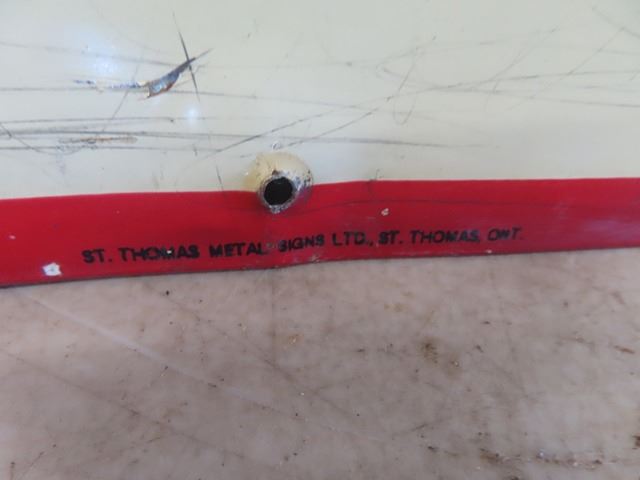 ST. THOMAS METAL SIGNS LTD., ST. THOMAS, ONT.